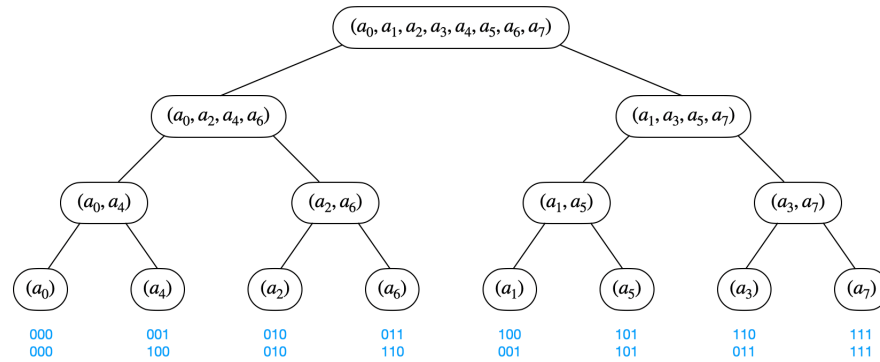 (a₀, a₁, a₂, a₃, a₄, a₅, a₆, a₇)
(a₀, a₂, a₄, a₆) (a₁, a₃, a₅, a₇)
(a₀, a₄) (a₂, a₆) (a₁, a₅) (a₃, a₇)
(a₀) (a₄) (a₂) (a₆) (a₁) (a₅) (a₃) (a₇)
000 001 010 011 100 101 110 111
000 100 010 110 001 101 011 111